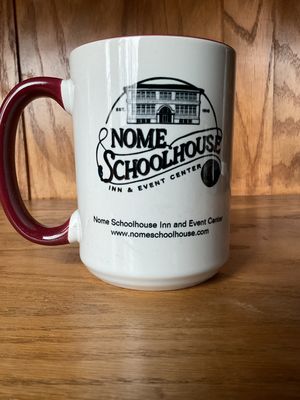 EST.
NOME
SCHOOLHOUSE
INN & EVENT CENTER
Nome Schoolhouse Inn and Event Center
www.nomeschoolhouse.com